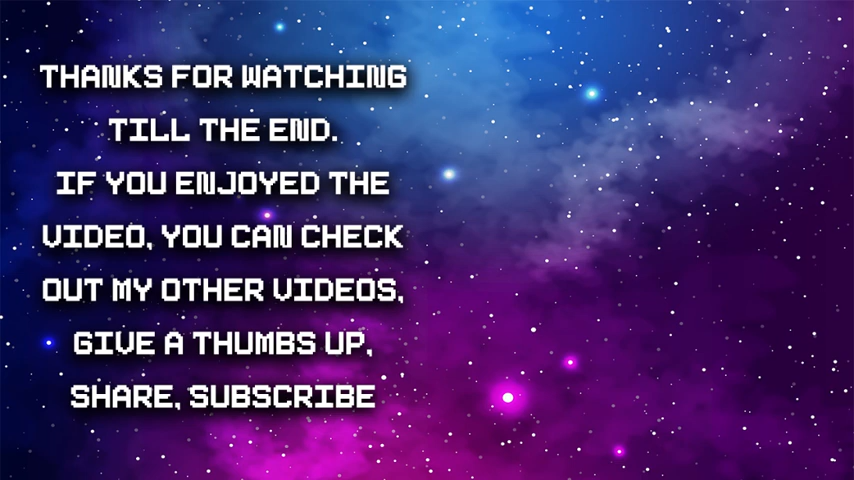 THANKS FOR WATCHING
TILL THE END.
IF YOU ENJOYED THE
VIDEO, YOU CAN CHECK
OUT MY OTHER VIDEOS,
GIVE A THUMBS UP,
SHARE, SUBSCRIBE